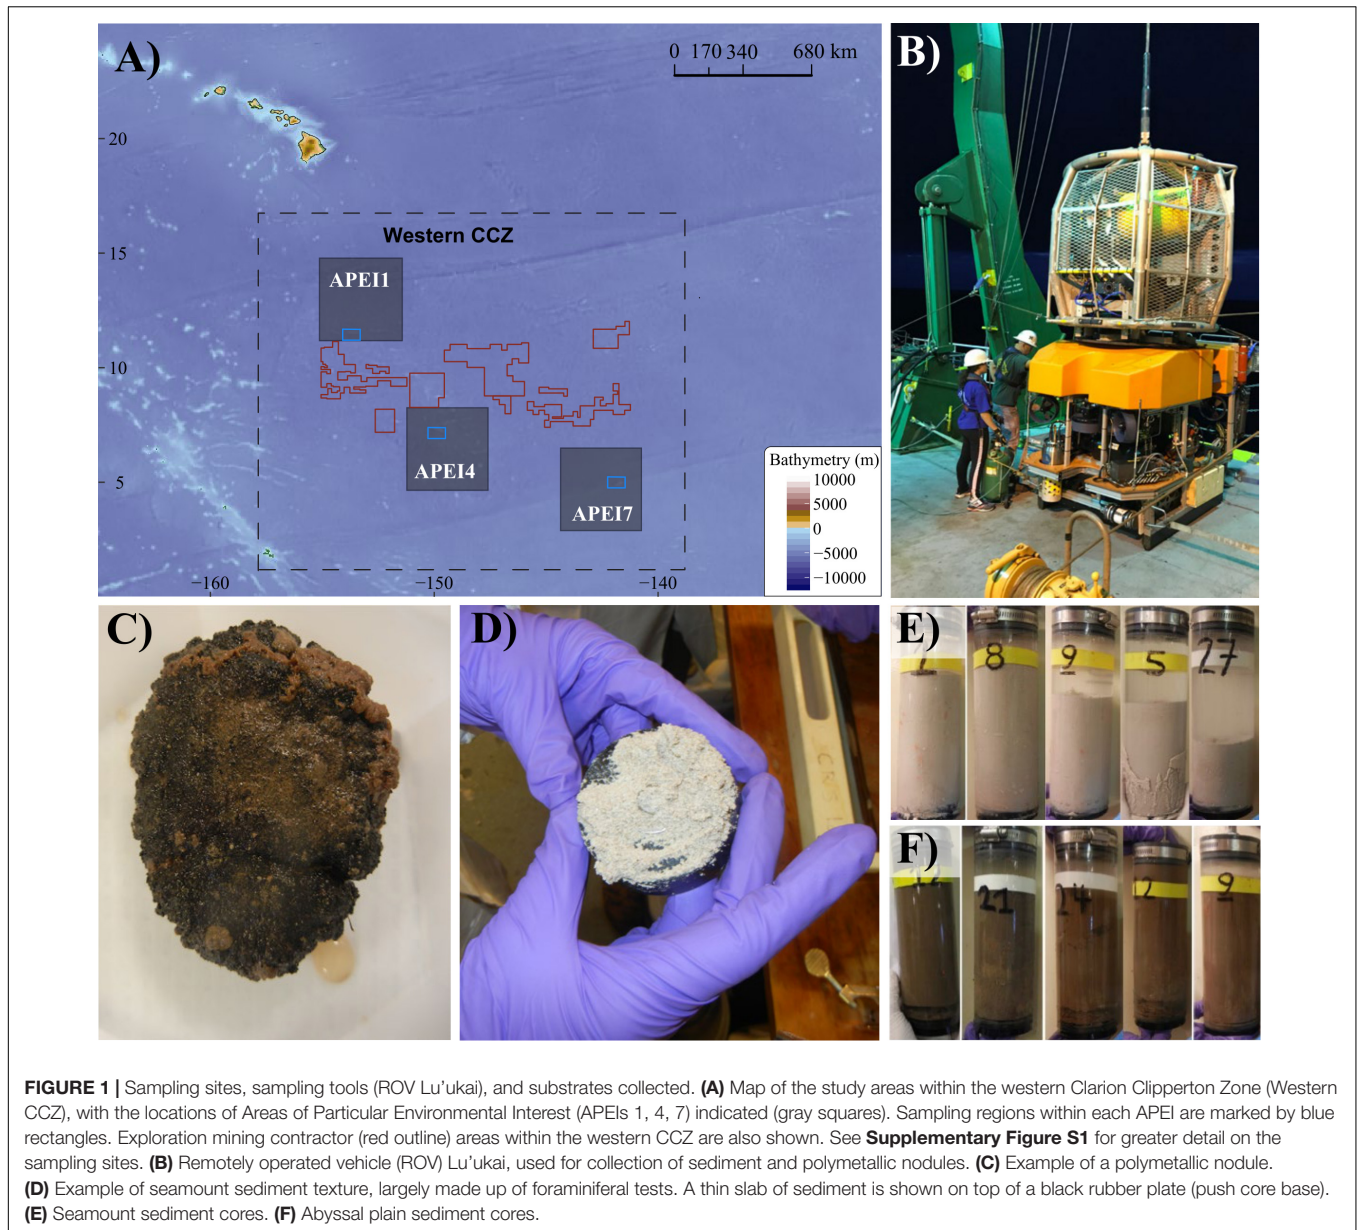 A)
0 170 340 680 km
20
15
10
5
Western CCZ
APEI1
APEI4
APEI7
−160 −150 −140
Bathymetry (m)
10000
5000
0
−5000
−10000
B)
C)
D)
E)
8 9 5 27
F)
21 24 12 9
FIGURE 1 | Sampling sites, sampling tools (ROV Lu'ukai), and substrates collected. (A) Map of the study areas within the western Clarion Clipperton Zone (Western
CCZ), with the locations of Areas of Particular Environmental Interest (APEIs 1, 4, 7) indicated (gray squares). Sampling regions within each APEI are marked by blue
rectangles. Exploration mining contractor (red outline) areas within the western CCZ are also shown. See Supplementary Figure S1 for greater detail on the
sampling sites. (B) Remotely operated vehicle (ROV) Lu'ukai, used for collection of sediment and polymetallic nodules. (C) Example of a polymetallic nodule.
(D) Example of seamount sediment texture, largely made up of foraminiferal tests. A thin slab of sediment is shown on top of a black rubber plate (push core base).
(E) Seamount sediment cores. (F) Abyssal plain sediment cores.